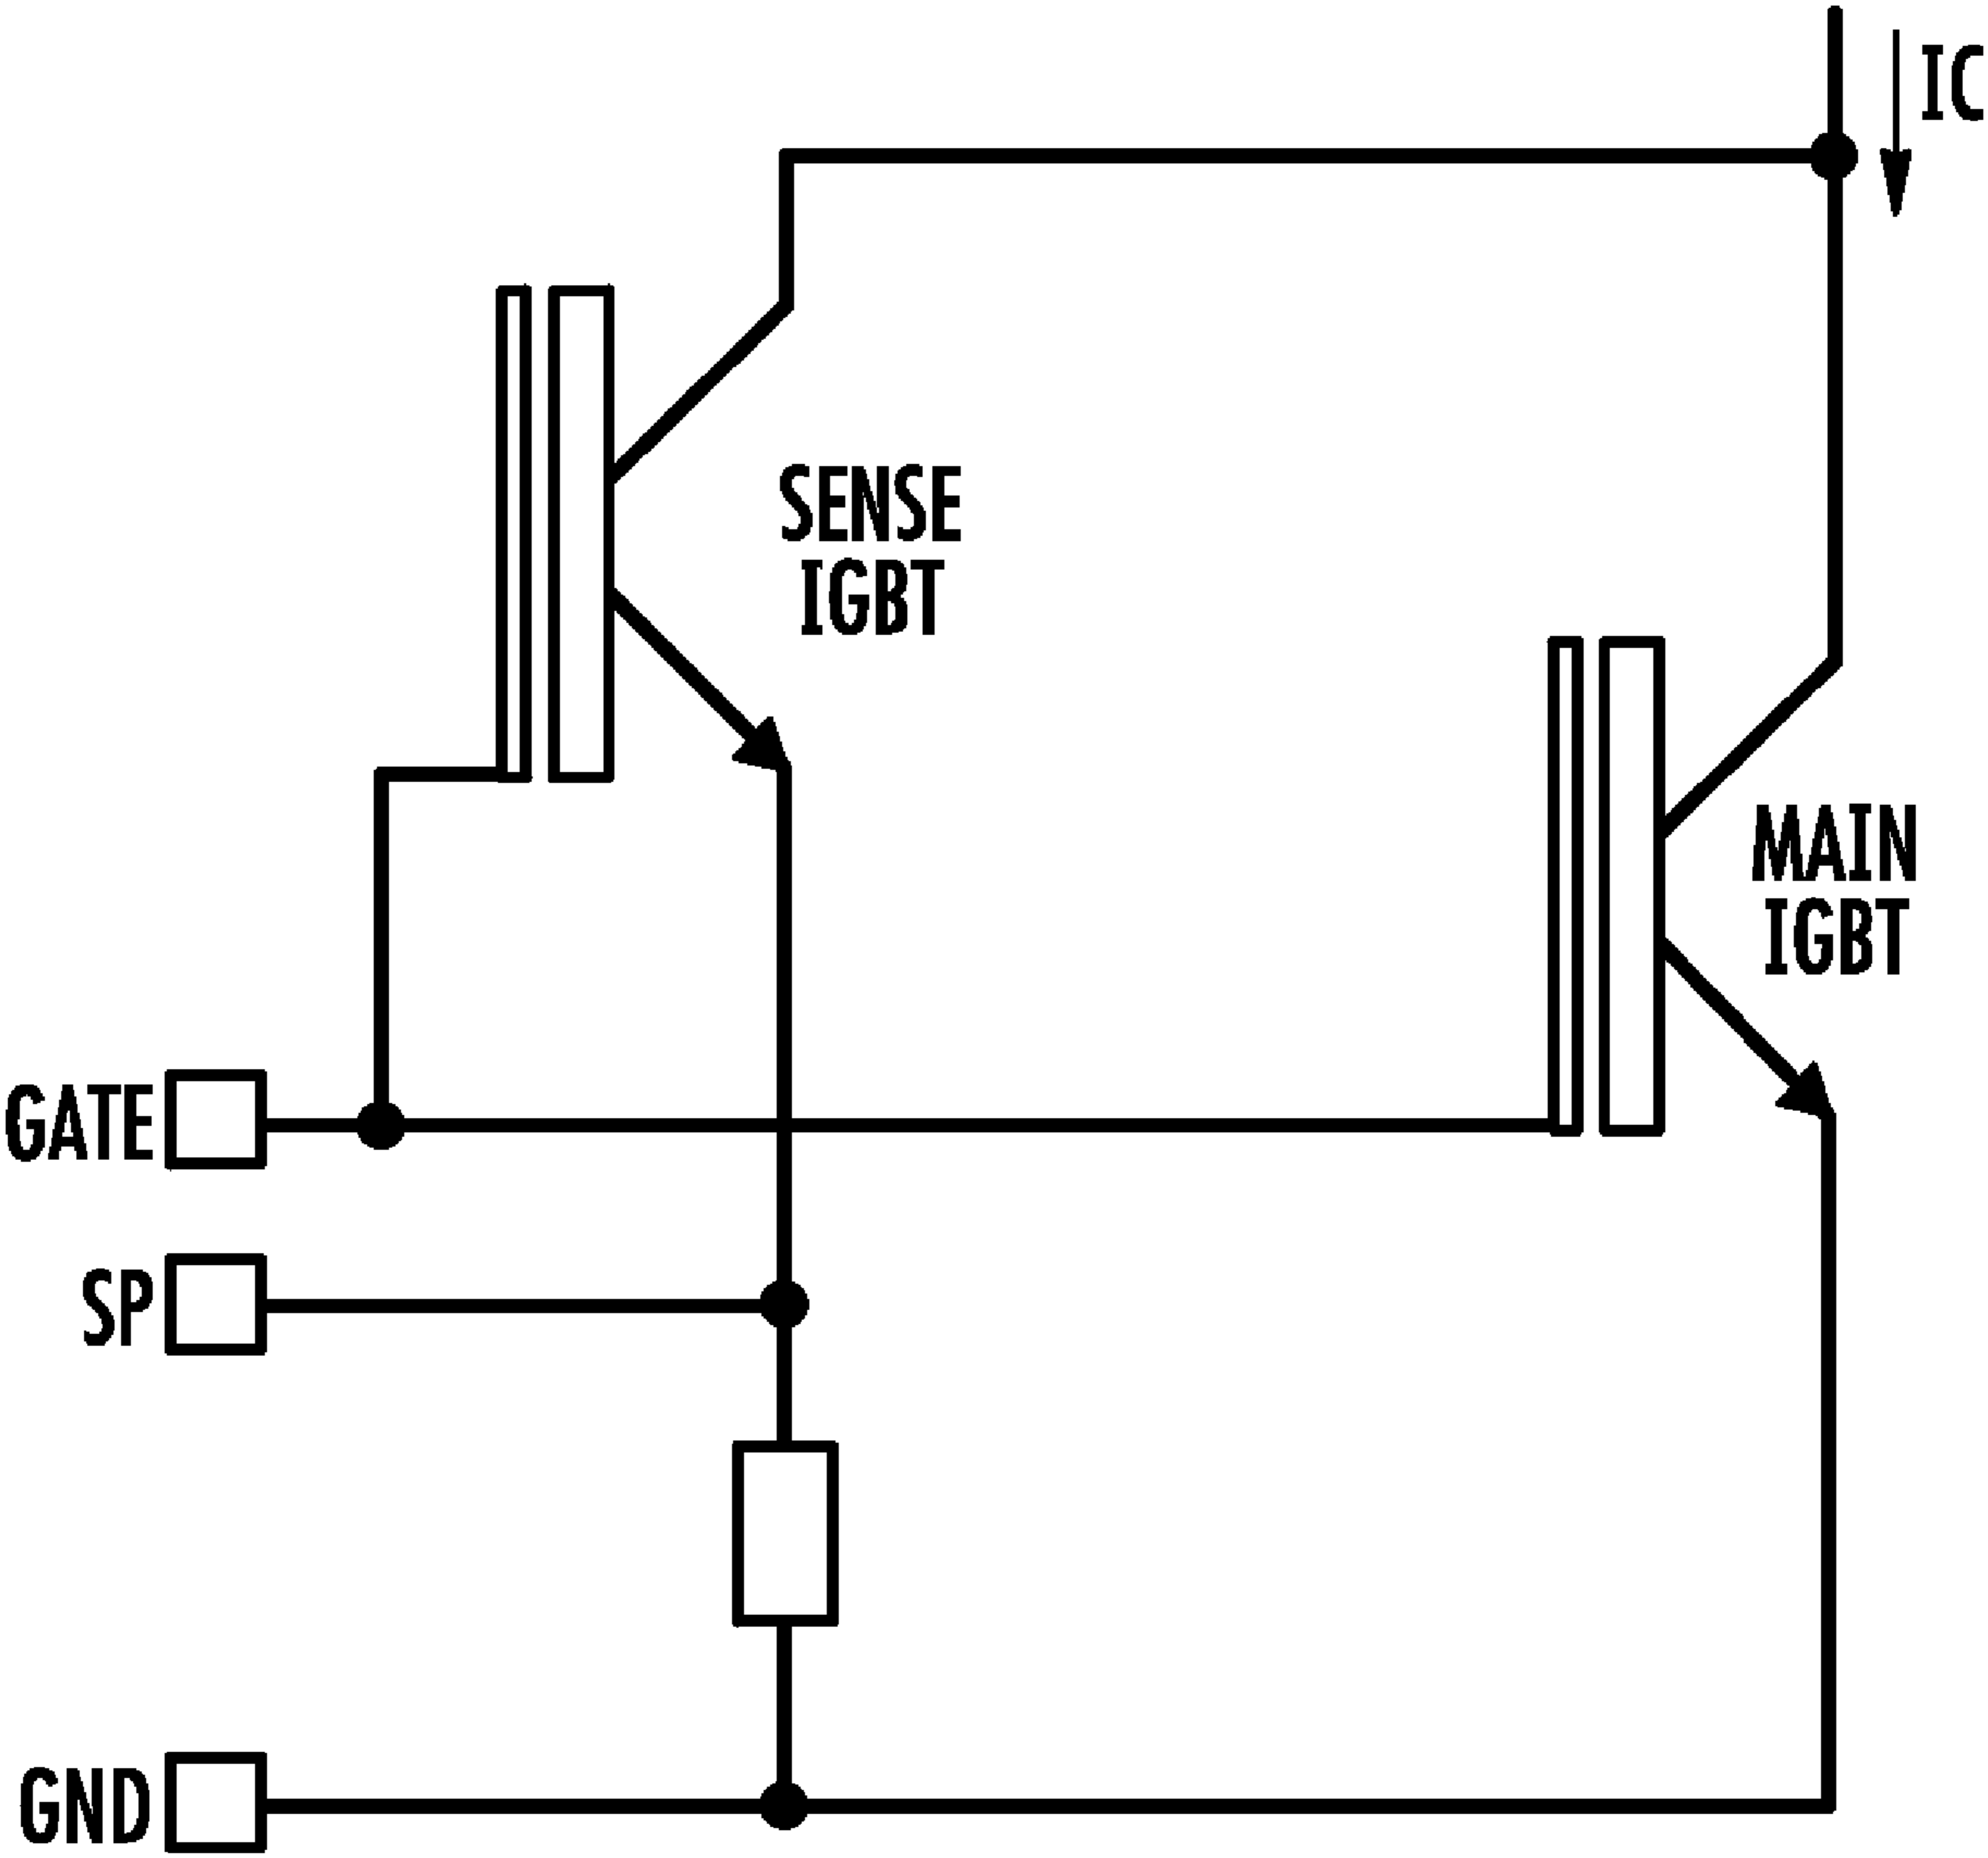 IC
SENSE
IGBT
MAIN
IGBT
GATE
SP
GND